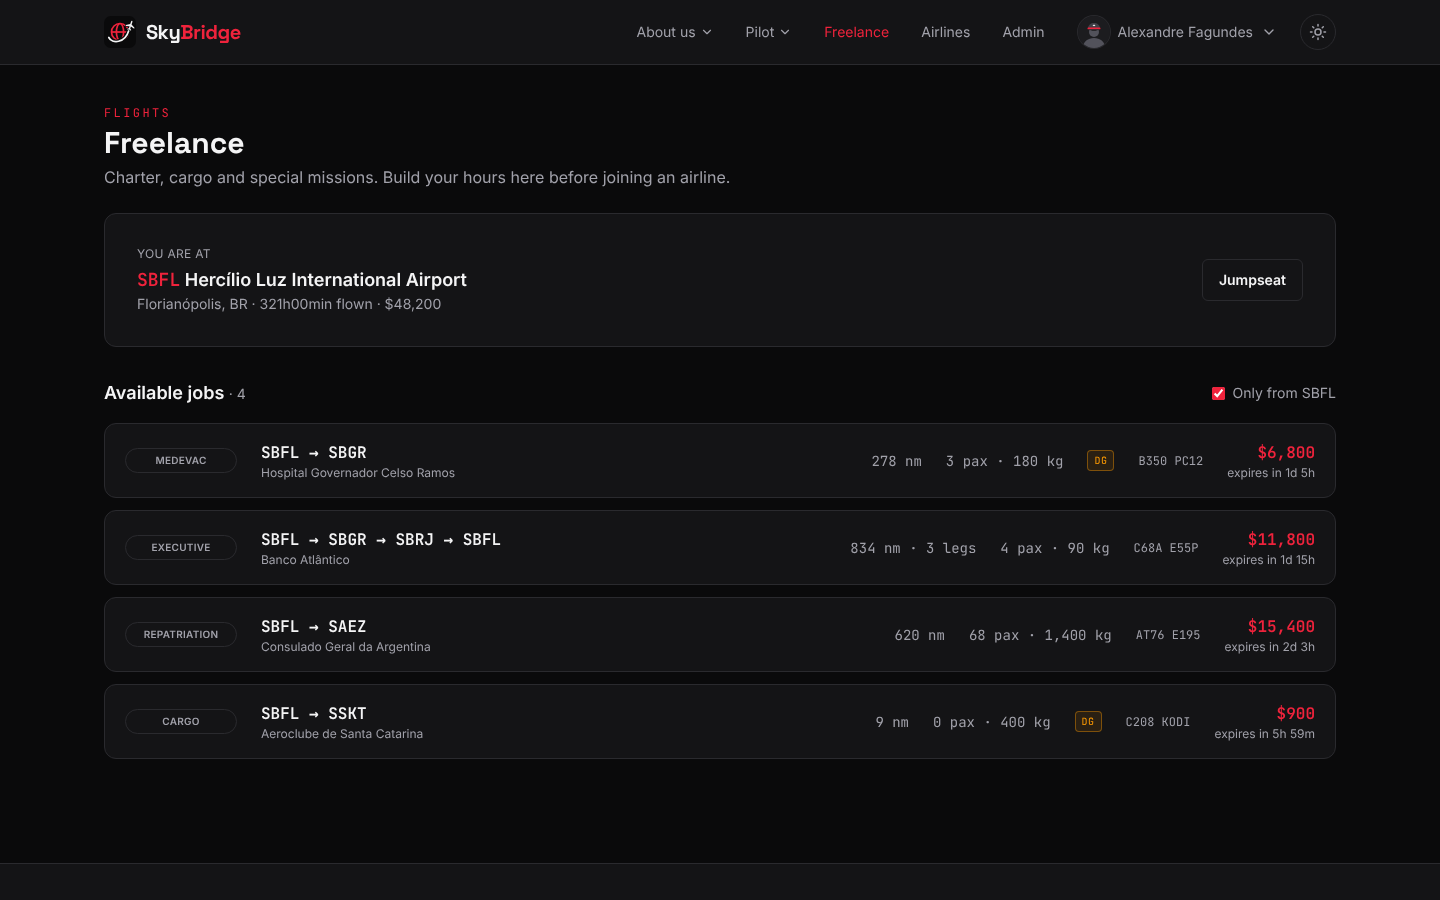 SkyBridge
About us
Pilot
Freelance
Airlines
Admin
Alexandre Fagundes
FLIGHTS
Freelance
Charter, cargo and special missions. Build your hours here before joining an airline.
YOU ARE AT
SBFL Hercílio Luz International Airport
Florianópolis, BR · 321h00min flown · $48,200
Jumpseat
Available jobs · 4
Only from SBFL
MEDEVAC
SBFL → SBGR
Hospital Governador Celso Ramos
278 nm
3 pax · 180 kg
DG
B350 PC12
$6,800
expires in 1d 5h
EXECUTIVE
SBFL → SBGR → SBRJ → SBFL
Banco Atlântico
834 nm · 3 legs
4 pax · 90 kg
C68A E55P
$11,800
expires in 1d 15h
REPATRIATION
SBFL → SAEZ
Consulado Geral da Argentina
620 nm
68 pax · 1,400 kg
AT76 E195
$15,400
expires in 2d 3h
CARGO
SBFL → SSKT
Aeroclube de Santa Catarina
9 nm
0 pax · 400 kg
DG
C208 KODI
$900
expires in 5h 59m